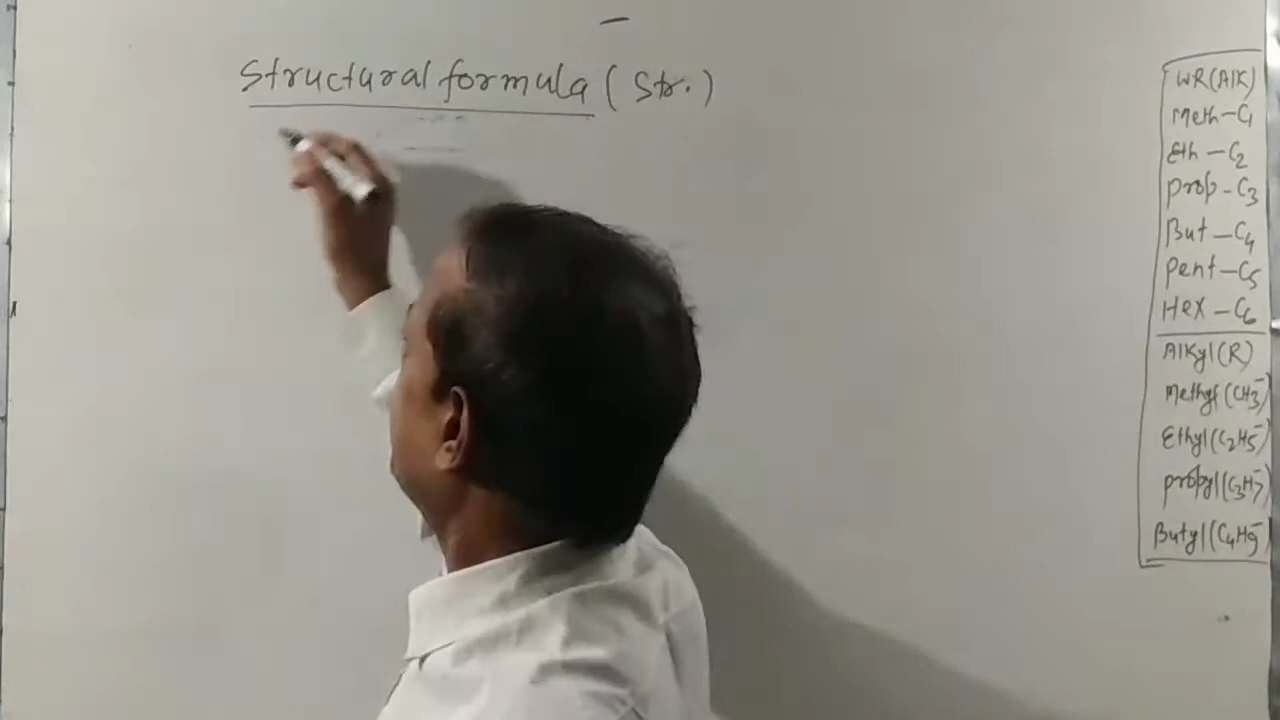 Structural formula (Str.)
WR(Alk)
Meth-C1
Eth - C2
Prop - C3
But - C4
Pent - C5
Hex - C6
Alkyl(R)
Methyl(CH3-)
Ethyl(C2H5-)
propyl(C3H7-)
Butyl(C4H9-